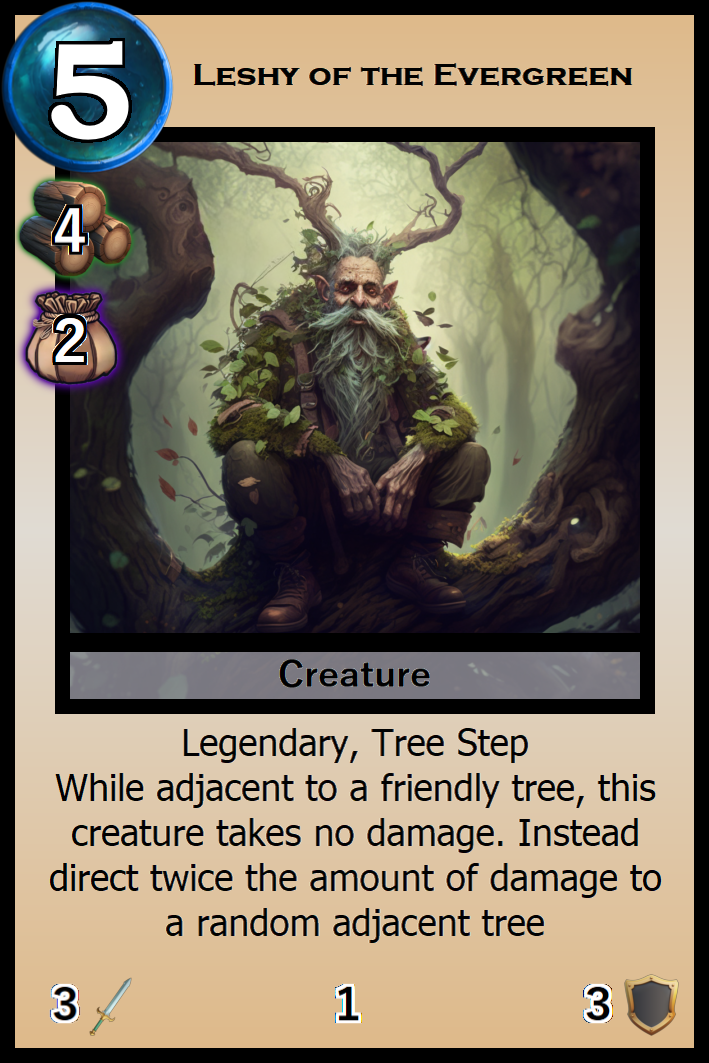 5
Leshy of the Evergreen
4
2
Creature
Legendary, Tree Step
While adjacent to a friendly tree, this
creature takes no damage. Instead
direct twice the amount of damage to
a random adjacent tree
3 1 3